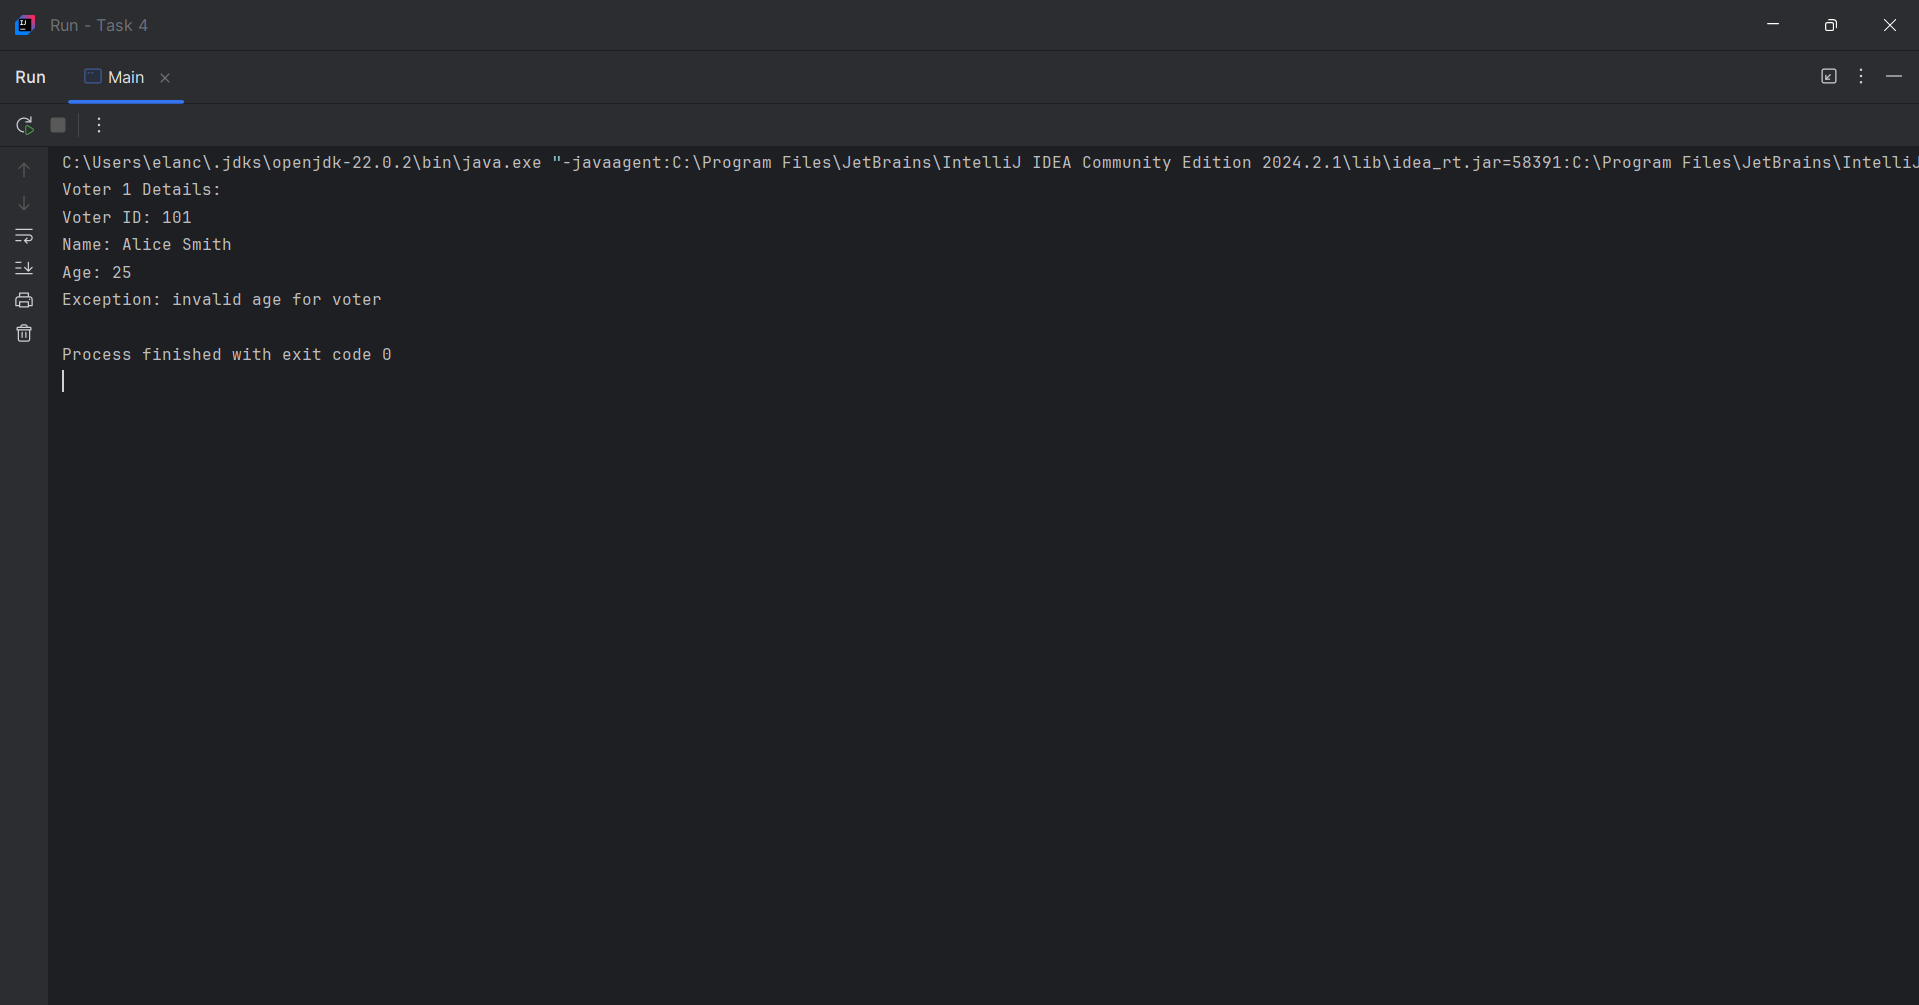 Run - Task 4
Run Main
C:\Users\elanc\.jdks\openjdk-22.0.2\bin\java.exe "-javaagent:C:\Program Files\JetBrains\IntelliJ IDEA Community Edition 2024.2.1\lib\idea_rt.jar=58391:C:\Program Files\JetBrains\IntelliJ
Voter 1 Details:
Voter ID: 101
Name: Alice Smith
Age: 25
Exception: invalid age for voter
Process finished with exit code 0